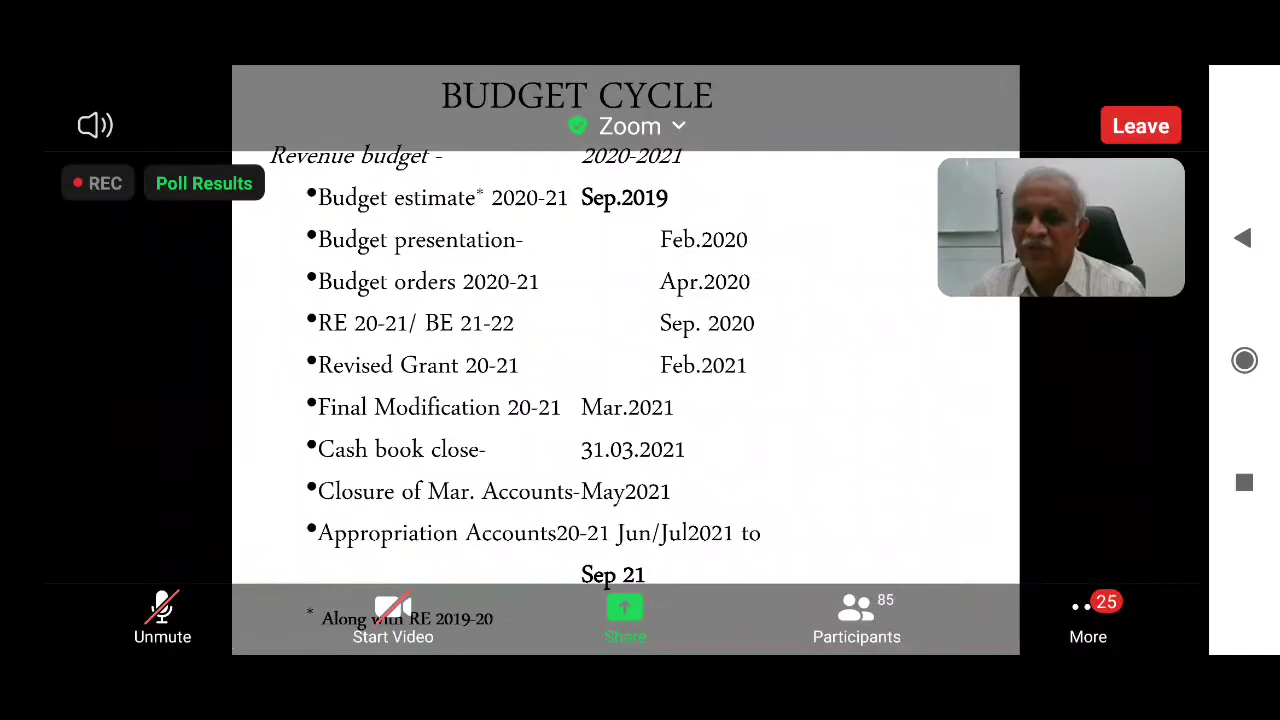 BUDGET CYCLE
Zoom
Leave
REC
Poll Results
Revenue budget - 2020-2021
•Budget estimate* 2020-21 Sep.2019
•Budget presentation- Feb.2020
•Budget orders 2020-21 Apr.2020
•RE 20-21/ BE 21-22 Sep. 2020
•Revised Grant 20-21 Feb.2021
•Final Modification 20-21 Mar.2021
•Cash book close- 31.03.2021
•Closure of Mar. Accounts-May2021
•Appropriation Accounts20-21 Jun/Jul2021 to
Sep 21
* Along with RE 2019-20
Unmute
Start Video
Share
85
Participants
25
More